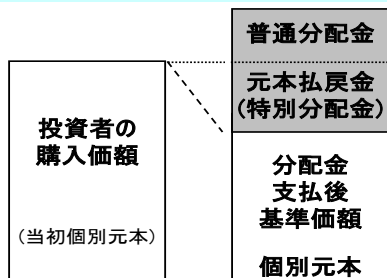 普通分配金
元本払戻金
(特別分配金)
投資者の
購入価額
(当初個別元本)
分配金
支払後
基準価額
個別元本